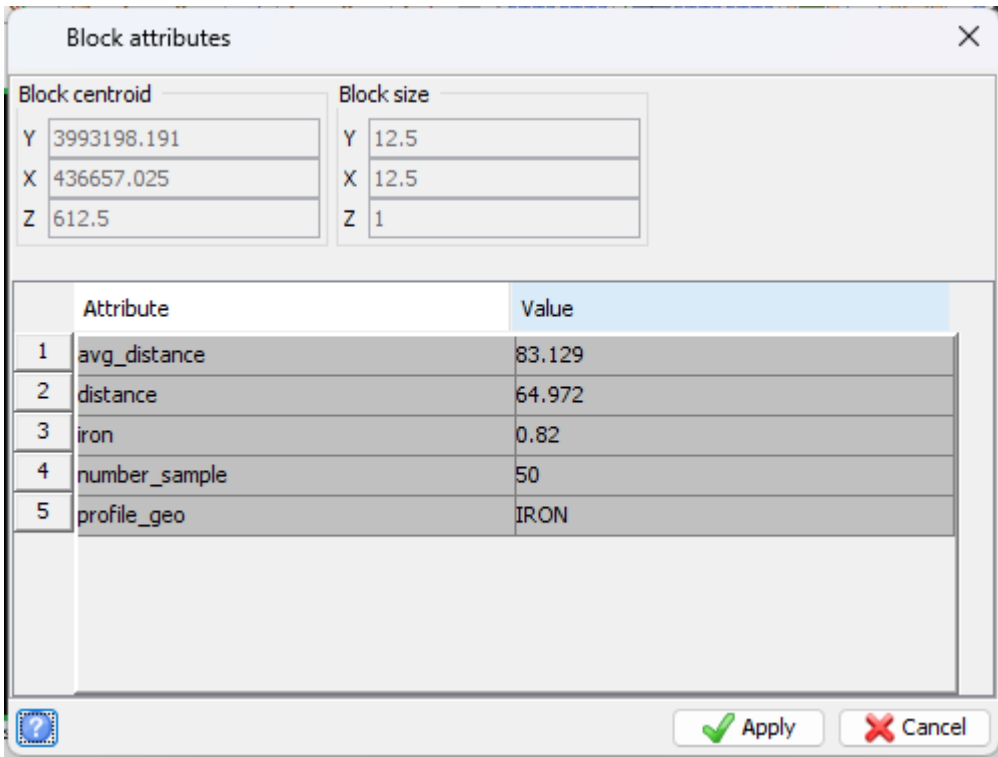 Block attributes
Block centroid
Y 3993198.191
X 436657.025
Z 612.5
Block size
Y 12.5
X 12.5
Z 1
Attribute Value
1 avg_distance 83.129
2 distance 64.972
3 iron 0.82
4 number_sample 50
5 profile_geo IRON
? Apply Cancel